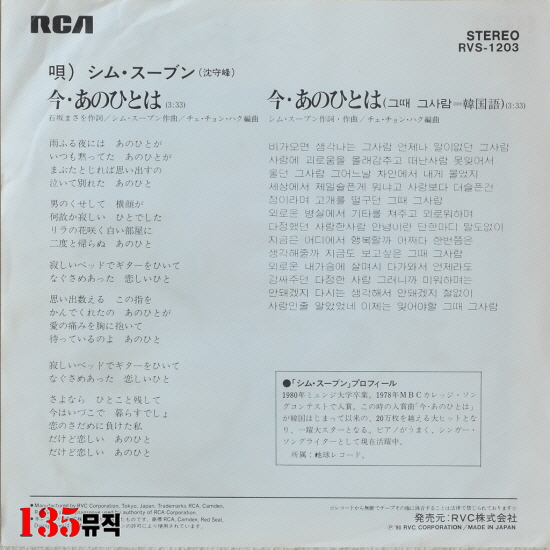 RCA
STEREO
RVS-1203
唄) シム・スーブン(沈守峰)
今・あのひとは(3:33)
石坂まさを作詞/シム・スーブン作曲/チェ・チョン・ハク編曲
雨ふる夜には　あのひとが
いつも黙ってた　あのひとが
まぶたとじれば思い出すの
泣いて別れた　あのひと
男のくせして　横顔が
何故か寂しい　ひとでした
リラの花咲く白い部屋に
二度と帰らぬ　あのひと
寂しいベッドでギターをひいて
なぐさめあった　恋しいひと
思い出数える　この指を
かんでくれたの　あのひとが
愛の痛みを胸に抱いて
待っているのよ　あのひと
寂しいベッドでギターをひいて
なぐさめあった　恋しいひと
さよなら　ひとこと残して
今はいづこで　暮らすでしょ
恋のさだめに負けた私
だけど恋しい　あのひと
だけど恋しい　あのひと
今・あのひとは(그때 그사람=韓国語)(3:33)
シム・スーブン作詞・作曲/チェ・チョン・ハク編曲
비가오면 생각나는 그사람 언제나 말이없던 그사람
사랑에 괴로움을 몰래감추고 떠난사람 못잊어서
울던 그사람 그어느날 차안에서 내게 물었지
세상에서 제일슬픈게 뭐냐고 사랑보다 더슬픈건
정이라며 고개를 떨구던 그때 그사람
외로운 병실에서 기타를 쳐주고 외로워하며
다정했던 사랑한사람 안녕이란 단한마디 말도없이
지금은 어디에서 행복할까 어쩌다 한번쯤은
생각해줄까 지금도 보고싶은 그때 그사람
외로운 내가슴에 살며시 다가와서 언제라도
감싸주던 다정한 사람 그러니까 미워하며는
안돼겠지 다시는 생각해서 안돼겠지 철없이
사랑인줄 알았었네 이제는 잊어야할 그때 그사람
●「シム・スーブン」プロフィール
1980年ミョンジ大学卒業。1978年MBCカレッジ・ソングコンテストで入賞。この時の入賞曲「今・あのひとは」
が韓国はじまって以来の、20万枚を越える大ヒットとなり、一躍大スターとなる。ピアノがうまく、シンガー・
ソングライターとして現在活躍中。
所属:地球レコード。
Manufactured by RVC Corporation, Tokyo, Japan. Trademarks RCA, Camden,
used by authority of RCA Corporation.
135뮤직
発売元:RVC株式会社
Ⓟ'80 RVC Corporation/MADE IN JAPAN